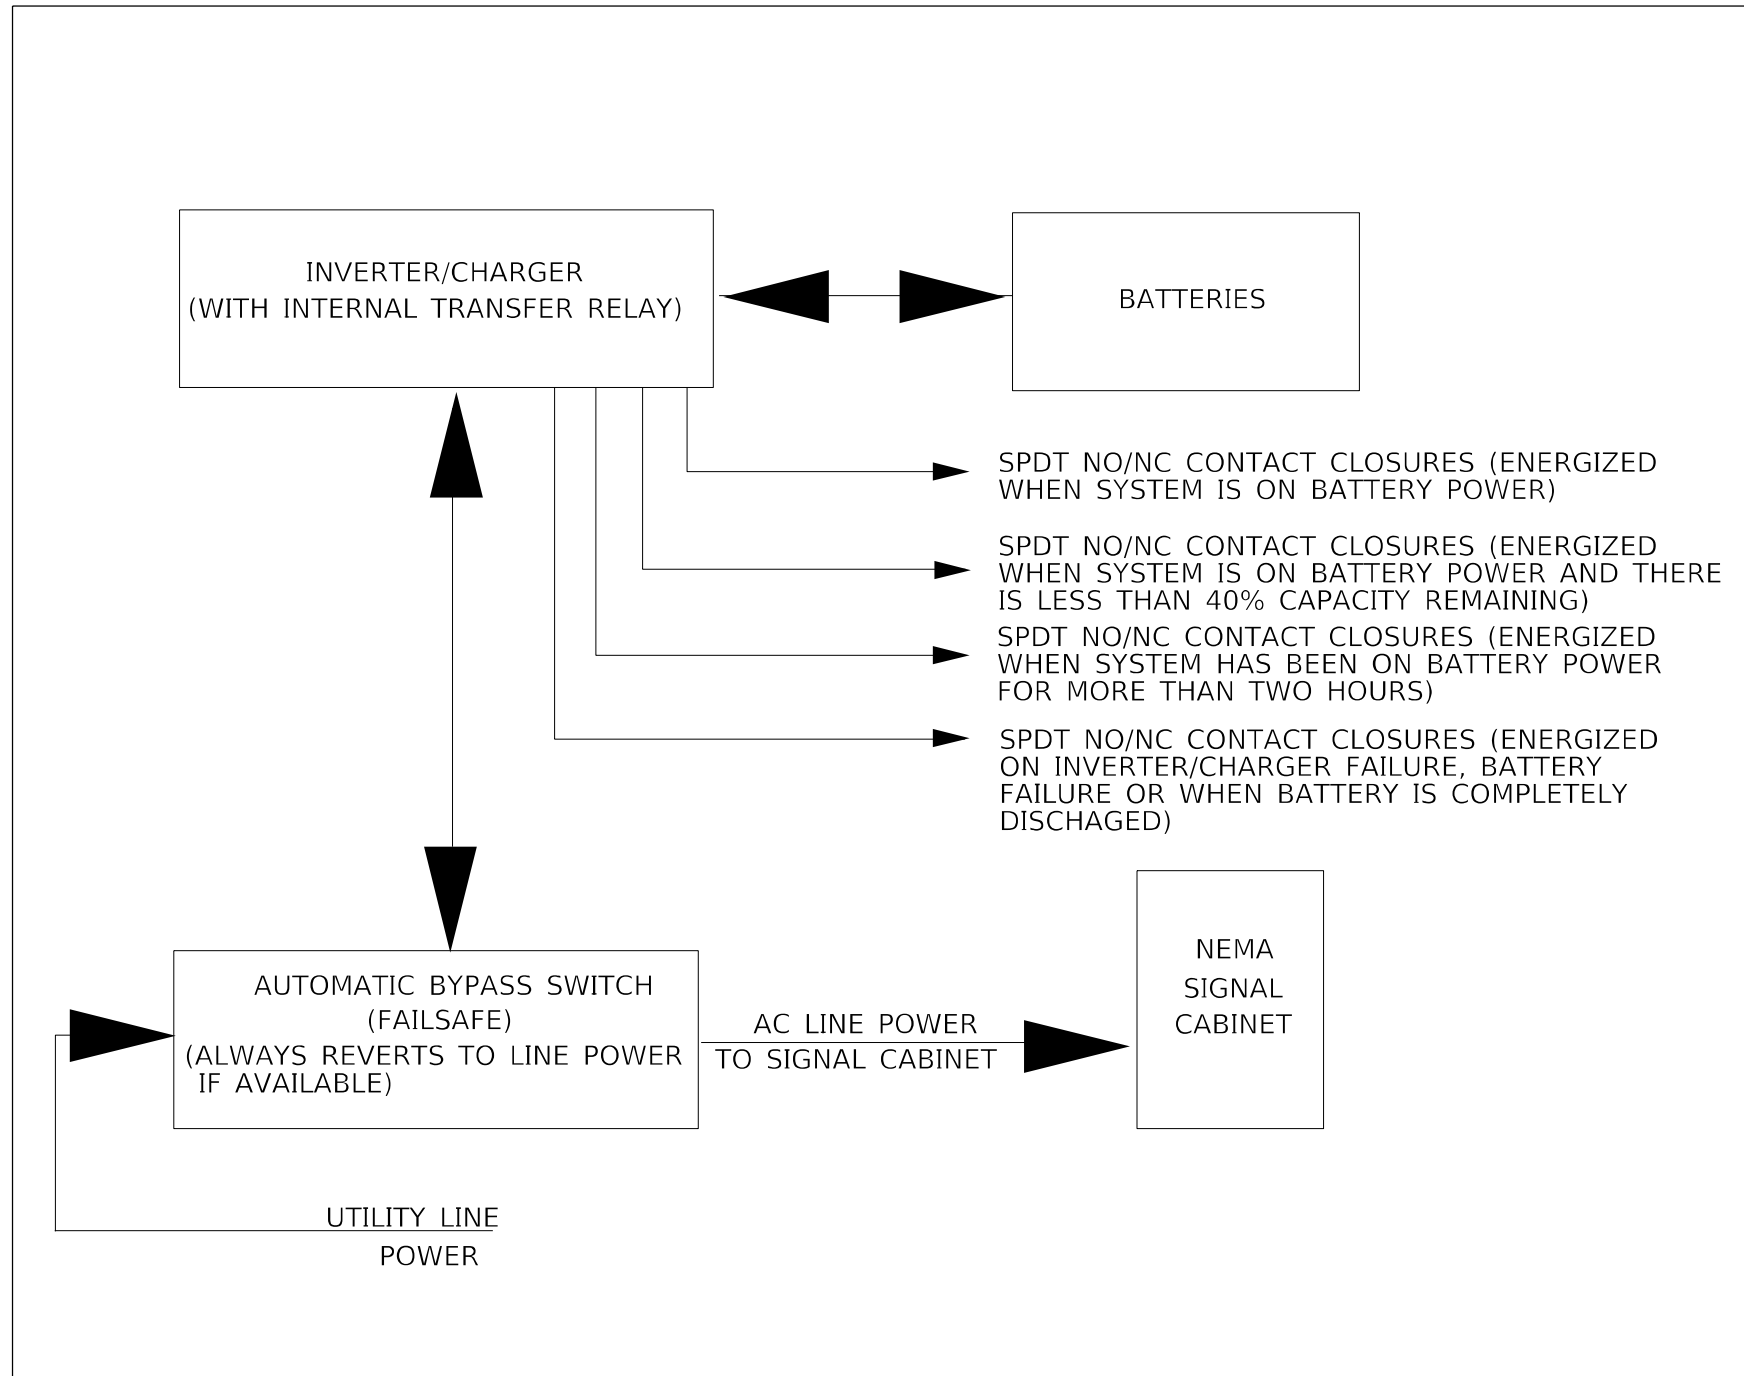 INVERTER/CHARGER
(WITH INTERNAL TRANSFER RELAY)
BATTERIES
SPDT NO/NC CONTACT CLOSURES (ENERGIZED
WHEN SYSTEM IS ON BATTERY POWER)
SPDT NO/NC CONTACT CLOSURES (ENERGIZED
WHEN SYSTEM IS ON BATTERY POWER AND THERE
IS LESS THAN 40% CAPACITY REMAINING)
SPDT NO/NC CONTACT CLOSURES (ENERGIZED
WHEN SYSTEM HAS BEEN ON BATTERY POWER
FOR MORE THAN TWO HOURS)
SPDT NO/NC CONTACT CLOSURES (ENERGIZED
ON INVERTER/CHARGER FAILURE, BATTERY
FAILURE OR WHEN BATTERY IS COMPLETELY
DISCHAGED)
AUTOMATIC BYPASS SWITCH
(FAILSAFE)
(ALWAYS REVERTS TO LINE POWER
IF AVAILABLE)
AC LINE POWER
TO SIGNAL CABINET
NEMA
SIGNAL
CABINET
UTILITY LINE
POWER